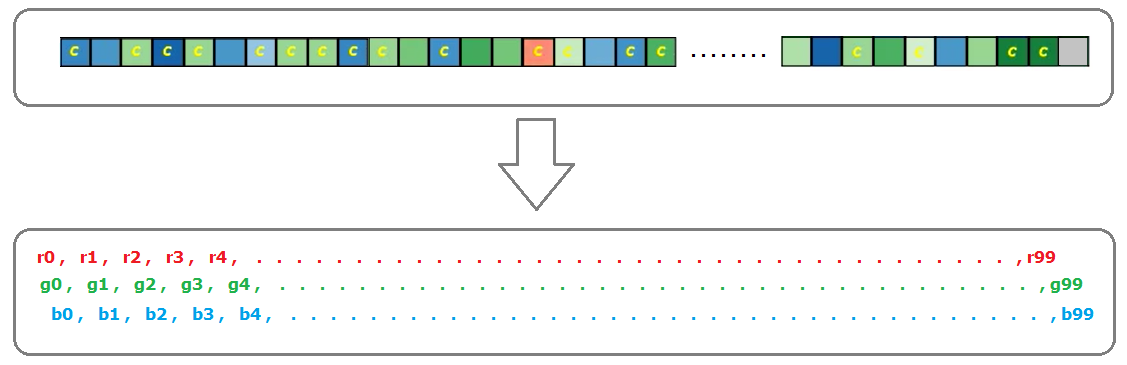 C C C C C C C C C C C C C C ........ C C C C
r0, r1, r2, r3, r4, . . . . . . . . . . . . . . . . . . . . . . . . . . . . . . . . . . . ,r99
g0, g1, g2, g3, g4, . . . . . . . . . . . . . . . . . . . . . . . . . . . . . . . . . . . ,g99
b0, b1, b2, b3, b4, . . . . . . . . . . . . . . . . . . . . . . . . . . . . . . . . . . . ,b99